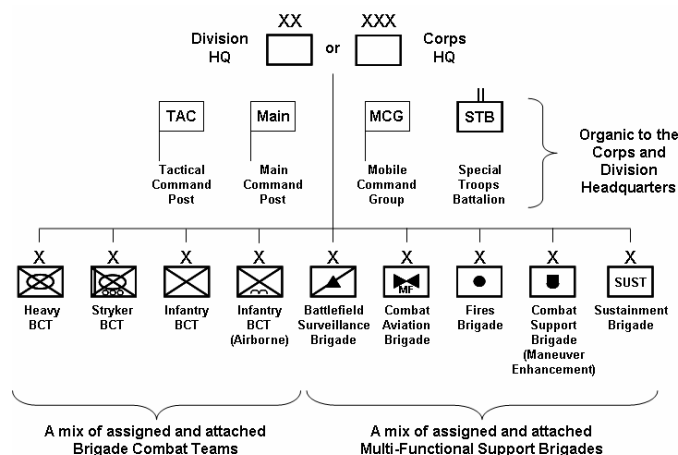 XX
XXX
Division
HQ
or
Corps
HQ
TAC
Main
MCG
II
STB
Tactical
Command
Post
Main
Command
Post
Mobile
Command
Group
Special
Troops
Battalion
Organic to the
Corps and
Division
Headquarters
X X X X X X X X X
MF
SUST
Heavy
BCT
Stryker
BCT
Infantry
BCT
Infantry
BCT
(Airborne)
Battlefield
Surveillance
Brigade
Combat
Aviation
Brigade
Fires
Brigade
Combat
Support
Brigade
(Maneuver
Enhancement)
Sustainment
Brigade
A mix of assigned and attached
Brigade Combat Teams
A mix of assigned and attached
Multi-Functional Support Brigades